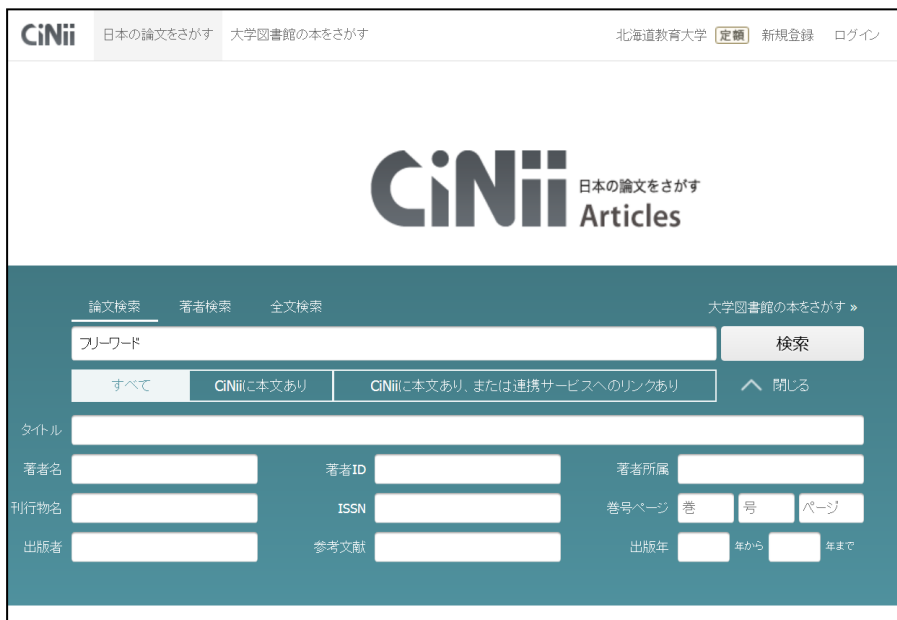 CiNii 日本の論文をさがす 大学図書館の本をさがす 北海道教育大学 定額 新規登録 ログイン
CiNii 日本の論文をさがす
Articles
論文検索 著者検索 全文検索 大学図書館の本をさがす »
フリーワード 検索
すべて CiNiiに本文あり CiNiiに本文あり、または連携サービスへのリンクあり 閉じる
タイトル
著者名 著者ID 著者所属
刊行物名 ISSN 巻号ページ 巻 号 ページ
出版者 参考文献 出版年 年から 年まで